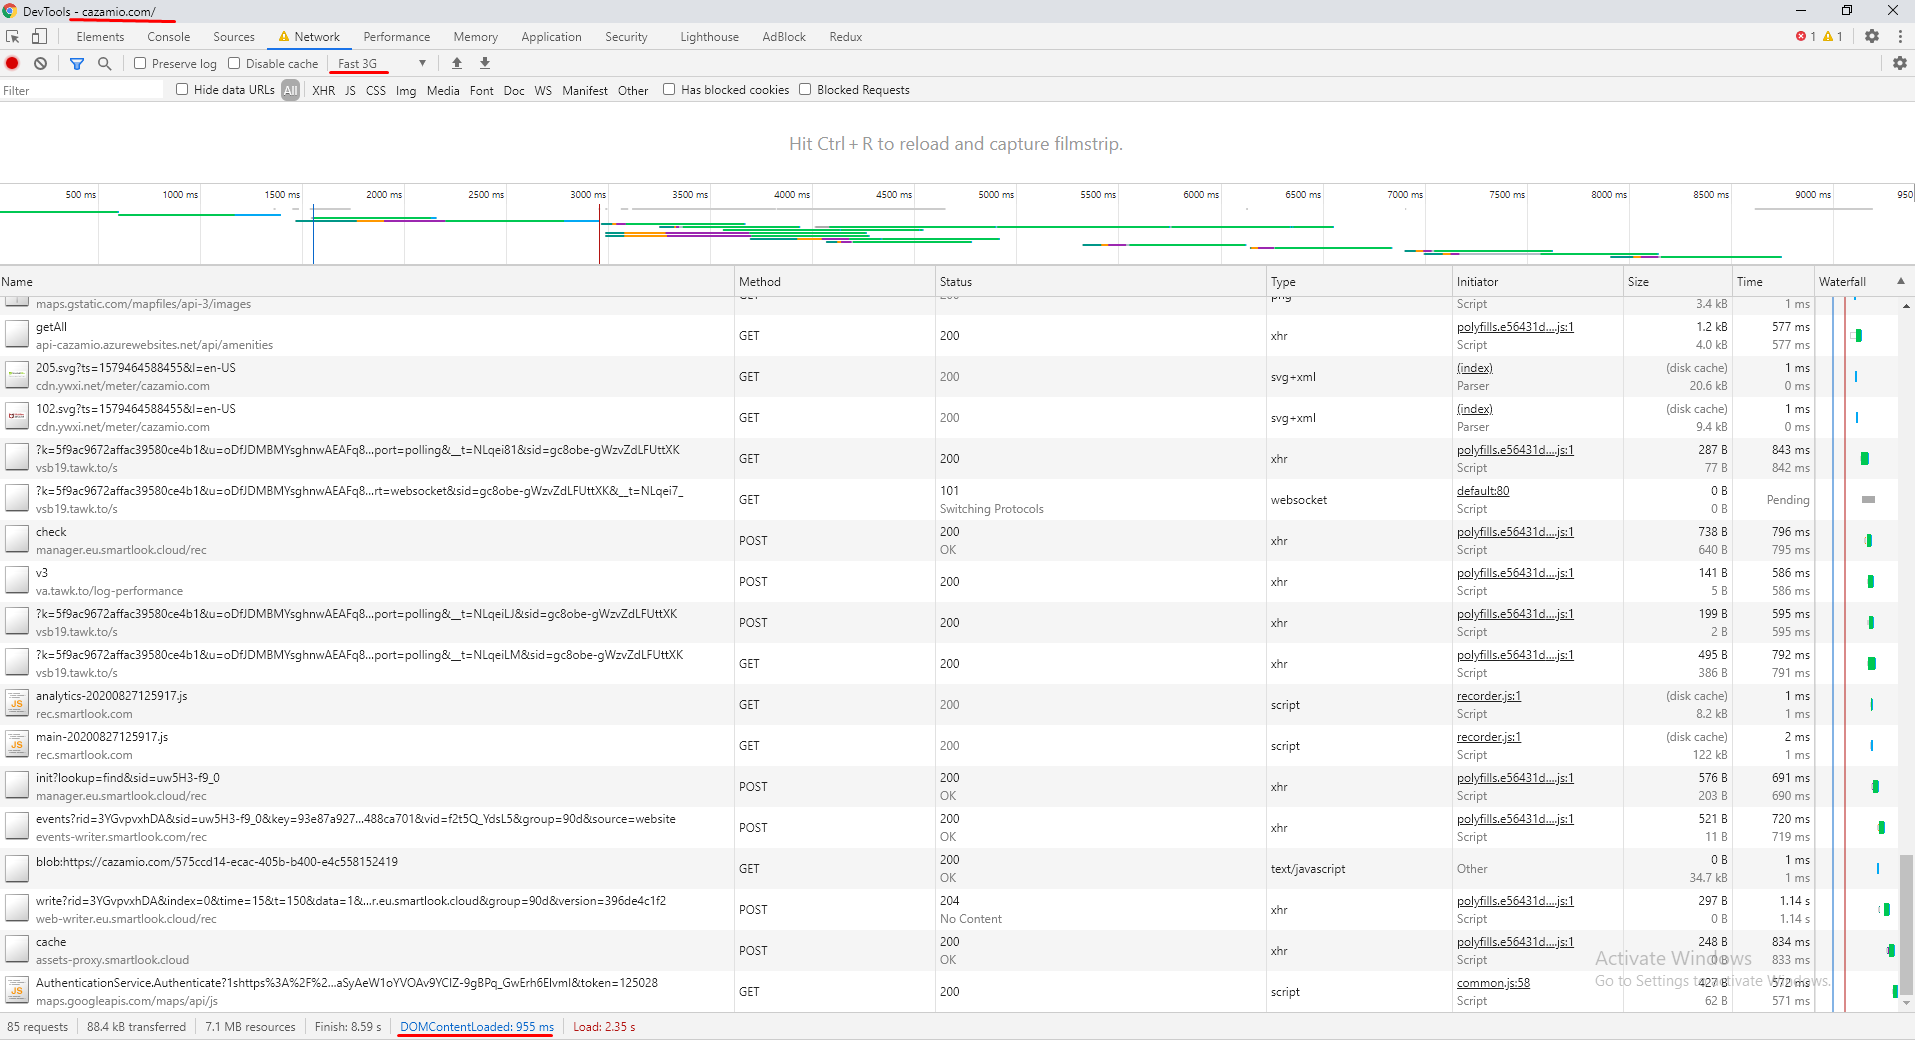 DevTools - cazamio.com/
Elements Console Sources Network Performance Memory Application Security Lighthouse AdBlock Redux 1 1
Preserve log Disable cache Fast 3G
Filter Hide data URLs All XHR JS CSS Img Media Font Doc WS Manifest Other Has blocked cookies Blocked Requests
Hit Ctrl + R to reload and capture filmstrip.
500 ms 1000 ms 1500 ms 2000 ms 2500 ms 3000 ms 3500 ms 4000 ms 4500 ms 5000 ms 5500 ms 6000 ms 6500 ms 7000 ms 7500 ms 8000 ms 8500 ms 9000 ms 950
Name Method Status Type Initiator Size Time Waterfall
maps.gstatic.com/mapfiles/api-3/images GET 200 png Script 3.4 kB 1 ms
getAll polyfills.e56431d....js:1 1.2 kB 577 ms
GET 200 xhr
api-cazamio.azurewebsites.net/api/amenities Script 4.0 kB 577 ms
205.svg?ts=1579464588455&l=en-US (index) (disk cache) 1 ms
GET 200 svg+xml
cdn.ywxi.net/meter/cazamio.com Parser 20.6 kB 0 ms
102.svg?ts=1579464588455&l=en-US (index) (disk cache) 1 ms
GET 200 svg+xml
cdn.ywxi.net/meter/cazamio.com Parser 9.4 kB 0 ms
?k=5f9ac9672affac39580ce4b1&u=oDfJDMBMYsghnwAEAFq8...port=polling&__t=NLqei81&sid=gc8obe-gWzvZdLFUttXK polyfills.e56431d....js:1 287 B 843 ms
GET 200 xhr
vsb19.tawk.to/s Script 77 B 842 ms
?k=5f9ac9672affac39580ce4b1&u=oDfJDMBMYsghnwAEAFq8...rt=websocket&sid=gc8obe-gWzvZdLFUttXK&__t=NLqei7_ 101 default:80 0 B
GET websocket Pending
vsb19.tawk.to/s Switching Protocols Script 0 B
check 200 polyfills.e56431d....js:1 738 B 796 ms
POST xhr
manager.eu.smartlook.cloud/rec OK Script 640 B 795 ms
v3 polyfills.e56431d....js:1 141 B 586 ms
POST 200 xhr
va.tawk.to/log-performance Script 5 B 586 ms
?k=5f9ac9672affac39580ce4b1&u=oDfJDMBMYsghnwAEAFq8...port=polling&__t=NLqeiLJ&sid=gc8obe-gWzvZdLFUttXK polyfills.e56431d....js:1 199 B 595 ms
POST 200 xhr
vsb19.tawk.to/s Script 2 B 595 ms
?k=5f9ac9672affac39580ce4b1&u=oDfJDMBMYsghnwAEAFq8...port=polling&__t=NLqeiLM&sid=gc8obe-gWzvZdLFUttXK polyfills.e56431d....js:1 495 B 792 ms
GET 200 xhr
vsb19.tawk.to/s Script 386 B 791 ms
analytics-20200827125917.js recorder.js:1 (disk cache) 1 ms
JS GET 200 script
rec.smartlook.com Script 8.2 kB 1 ms
main-20200827125917.js recorder.js:1 (disk cache) 2 ms
JS GET 200 script
rec.smartlook.com Script 122 kB 1 ms
init?lookup=find&sid=uw5H3-f9_0 200 polyfills.e56431d....js:1 576 B 691 ms
POST xhr
manager.eu.smartlook.cloud/rec OK Script 203 B 690 ms
events?rid=3YGvpvxhDA&sid=uw5H3-f9_0&key=93e87a927...488ca701&vid=f2t5Q_YdsL5&group=90d&source=website 200 polyfills.e56431d....js:1 521 B 720 ms
POST xhr
events-writer.smartlook.com/rec OK Script 11 B 719 ms
blob:https://cazamio.com/575ccd14-ecac-405b-b400-e4c558152419 200 0 B 1 ms
GET text/javascript Other
OK 34.7 kB 1 ms
write?rid=3YGvpvxhDA&index=0&time=15&t=150&data=1&...r.eu.smartlook.cloud&group=90d&version=396de4c1f2 204 polyfills.e56431d....js:1 297 B 1.14 s
POST xhr
web-writer.eu.smartlook.cloud/rec No Content Script 0 B 1.14 s
cache 200 polyfills.e56431d....js:1 248 B 834 ms
POST xhr
assets-proxy.smartlook.cloud OK Script 0 B 833 ms
Activate Windows
Go to Settings to activate Windows.
AuthenticationService.Authenticate?1shttps%3A%2F%2...aSyAeW1oYVOAv9YCIZ-9gBPq_GwErh6ElvmI&token=125028 common.js:58 427 B 572 ms
JS GET 200 script
maps.googleapis.com/maps/api/js Script 62 B 571 ms
85 requests 88.4 kB transferred 7.1 MB resources Finish: 8.59 s DOMContentLoaded: 955 ms Load: 2.35 s